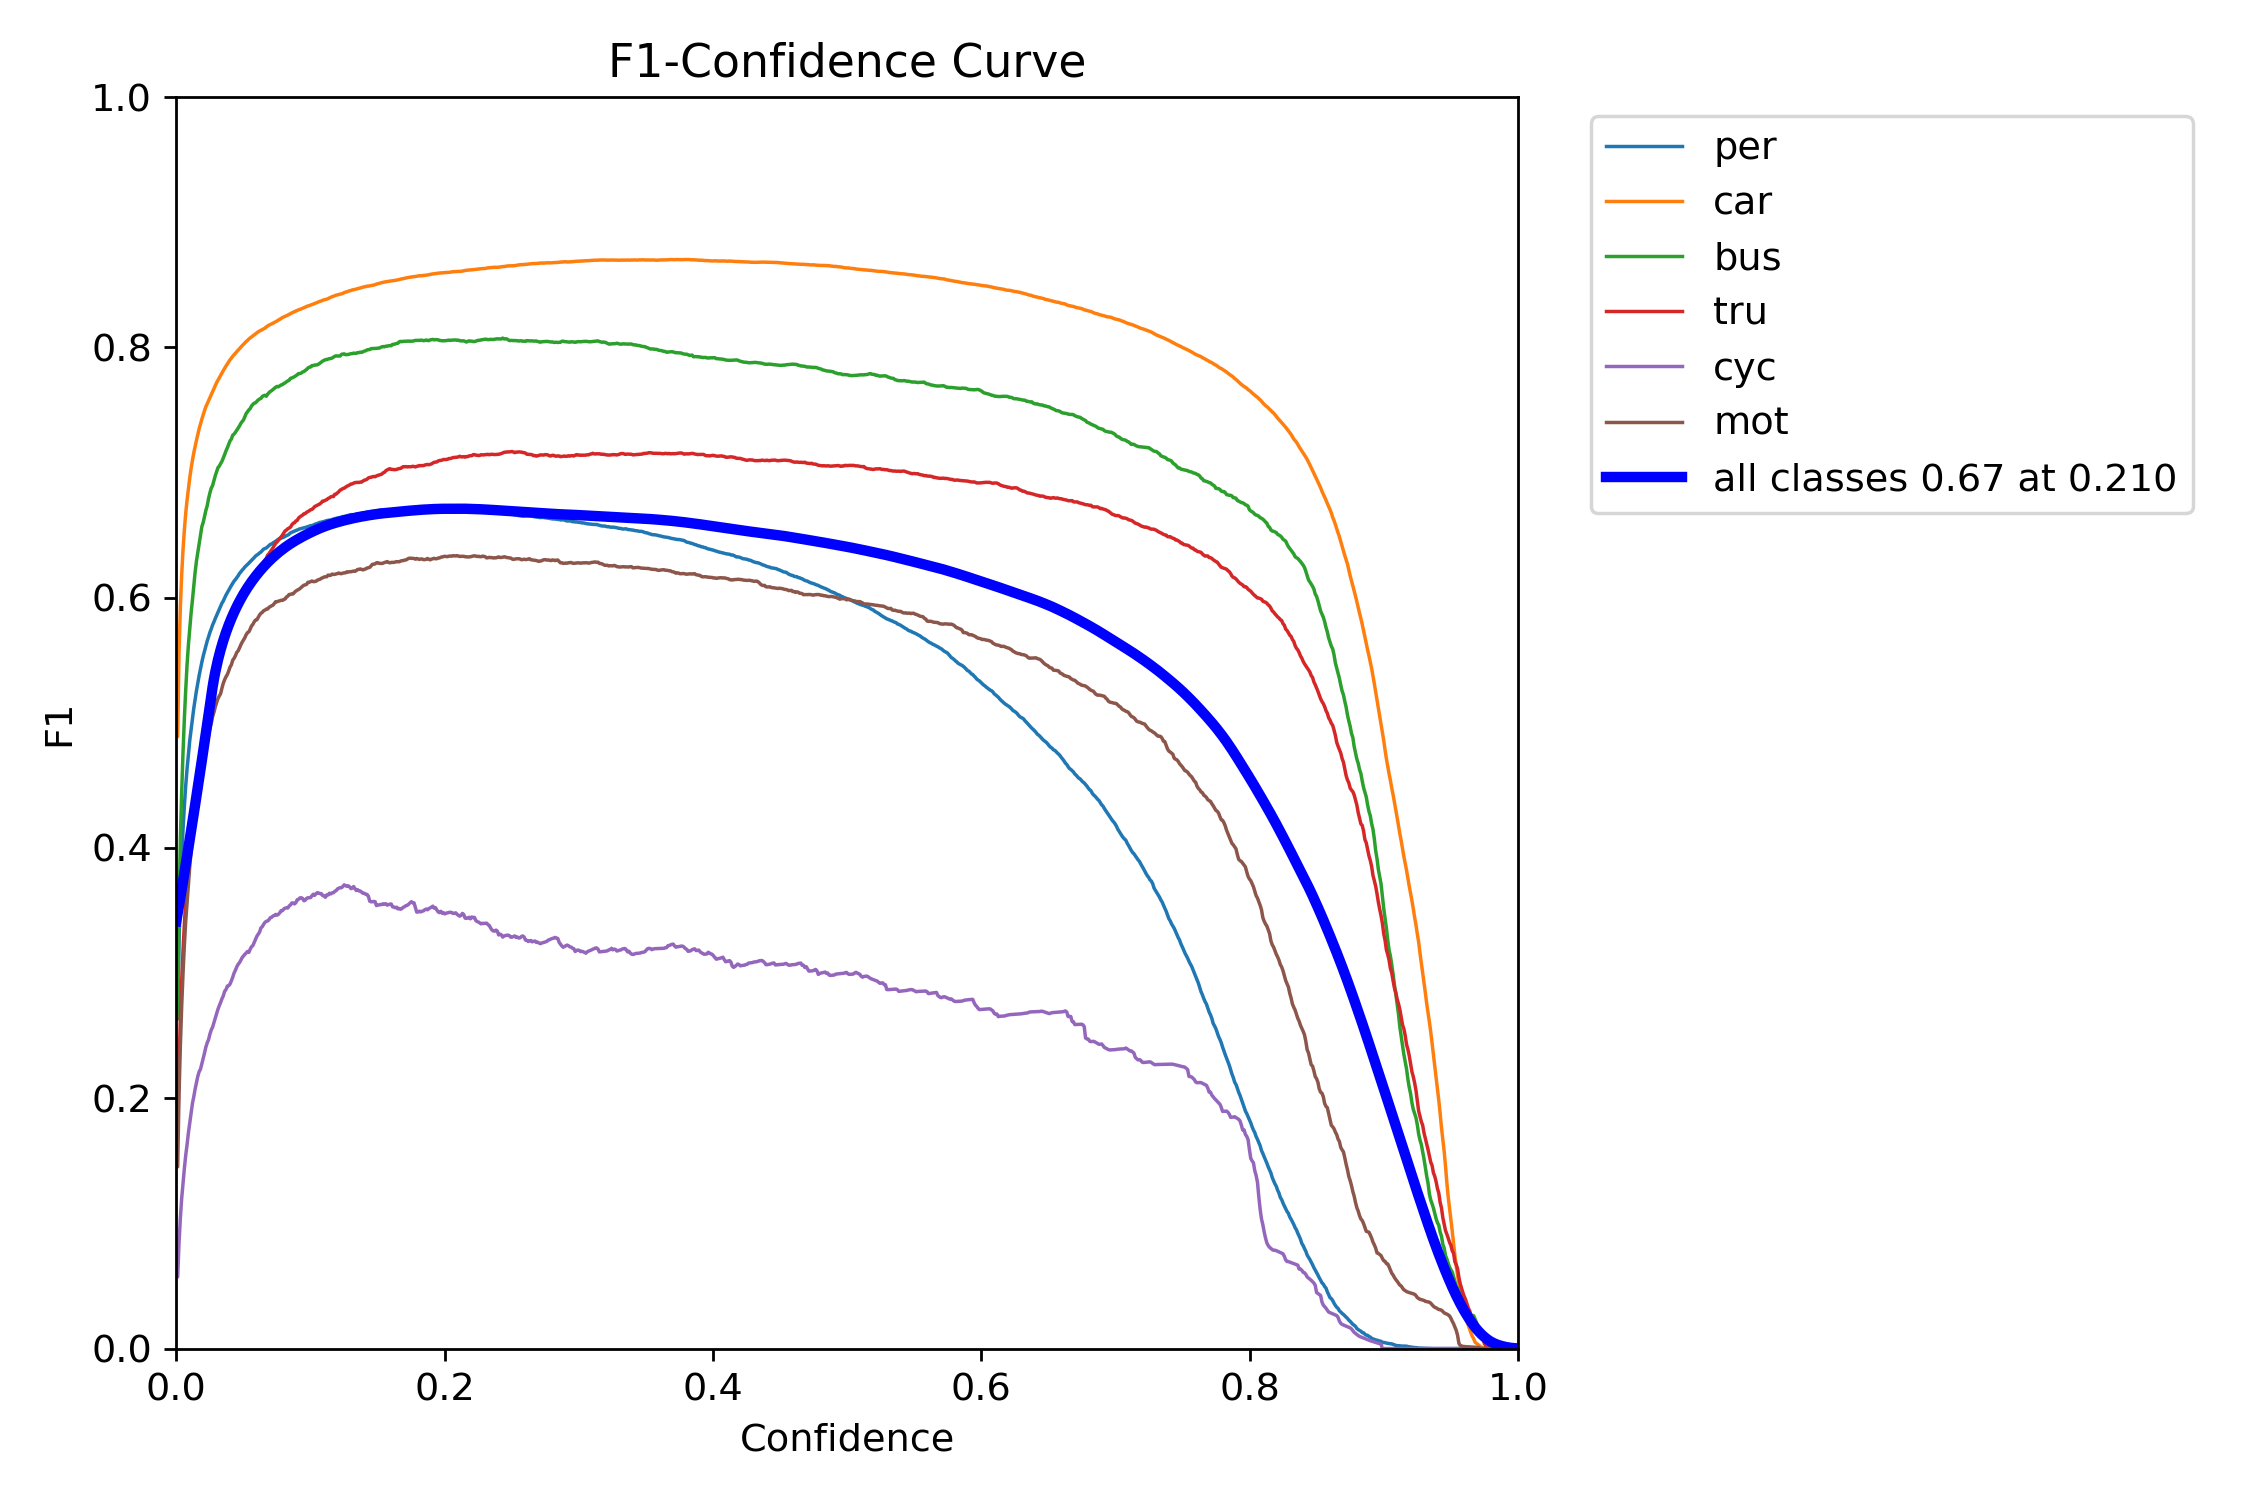 F1-Confidence Curve
1.0
0.8
0.6
0.4
0.2
0.0
F1
0.0 0.2 0.4 0.6 0.8 1.0
Confidence
per
car
bus
tru
cyc
mot
all classes 0.67 at 0.210